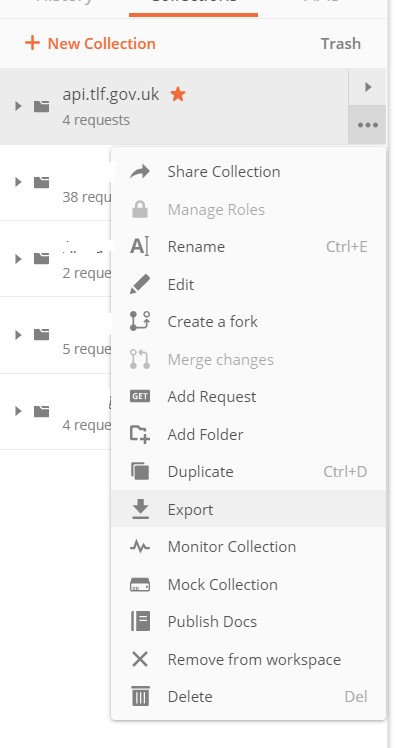 History Collections APIs
+ New Collection Trash
api.tlf.gov.uk
4 requests
38 requ
2 reque
5 reque
4 reque
Share Collection
Manage Roles
Rename Ctrl+E
Edit
Create a fork
Merge changes
GET Add Request
Add Folder
Duplicate Ctrl+D
Export
Monitor Collection
Mock Collection
Publish Docs
Remove from workspace
Delete Del